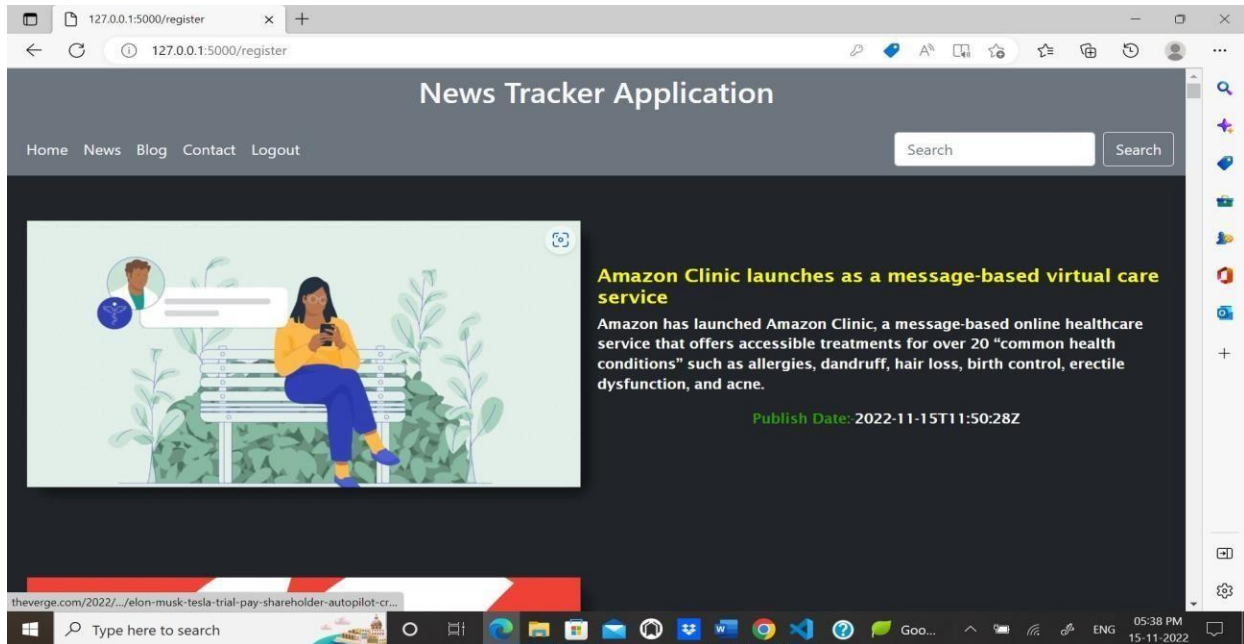 127.0.0.1:5000/register
127.0.0.1:5000/register
News Tracker Application
Home News Blog Contact Logout
Search
Search
Amazon Clinic launches as a message-based virtual care
service
Amazon has launched Amazon Clinic, a message-based online healthcare
service that offers accessible treatments for over 20 “common health
conditions” such as allergies, dandruff, hair loss, birth control, erectile
dysfunction, and acne.
Publish Date:-2022-11-15T11:50:28Z
theverge.com/2022/.../elon-musk-tesla-trial-pay-shareholder-autopilot-cr...
Type here to search
Goo...
ENG
05:38 PM
15-11-2022